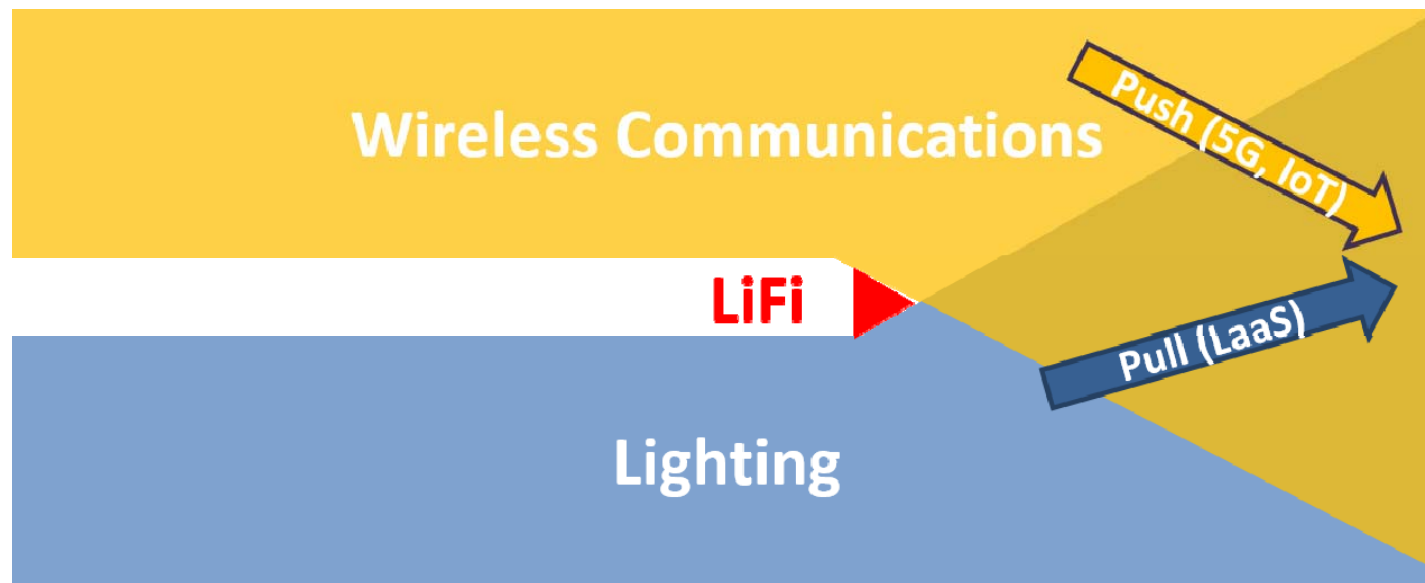 Wireless Communications
Push (5G, IoT)
LiFi
Pull (LaaS)
Lighting